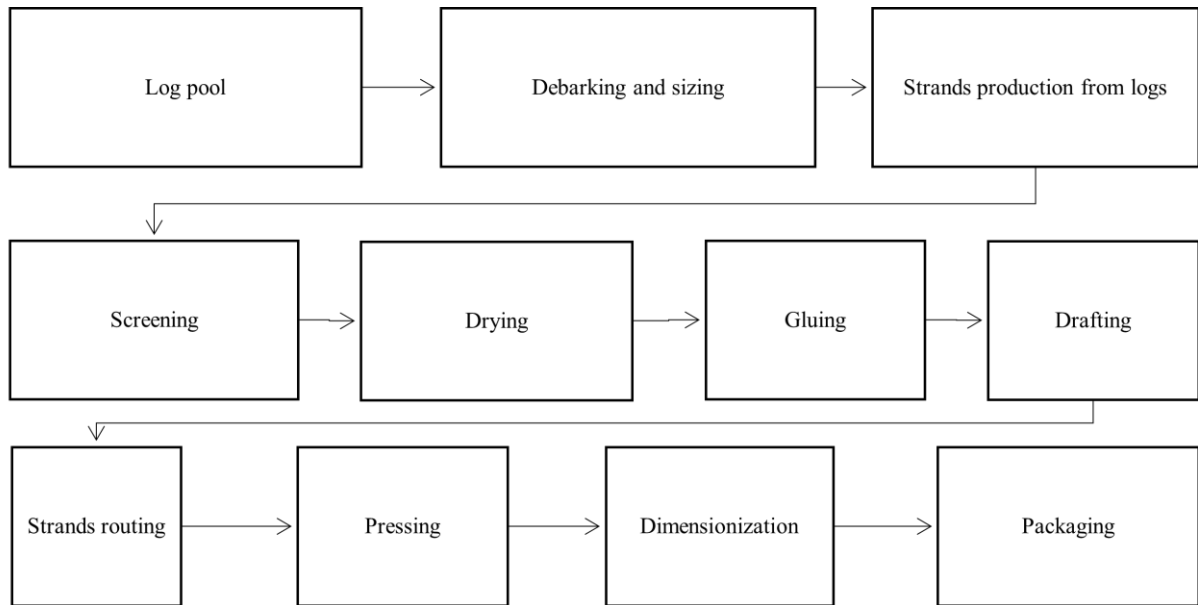 Log pool
Debarking and sizing
Strands production from logs
Screening
Drying
Gluing
Drafting
Strands routing
Pressing
Dimensionization
Packaging